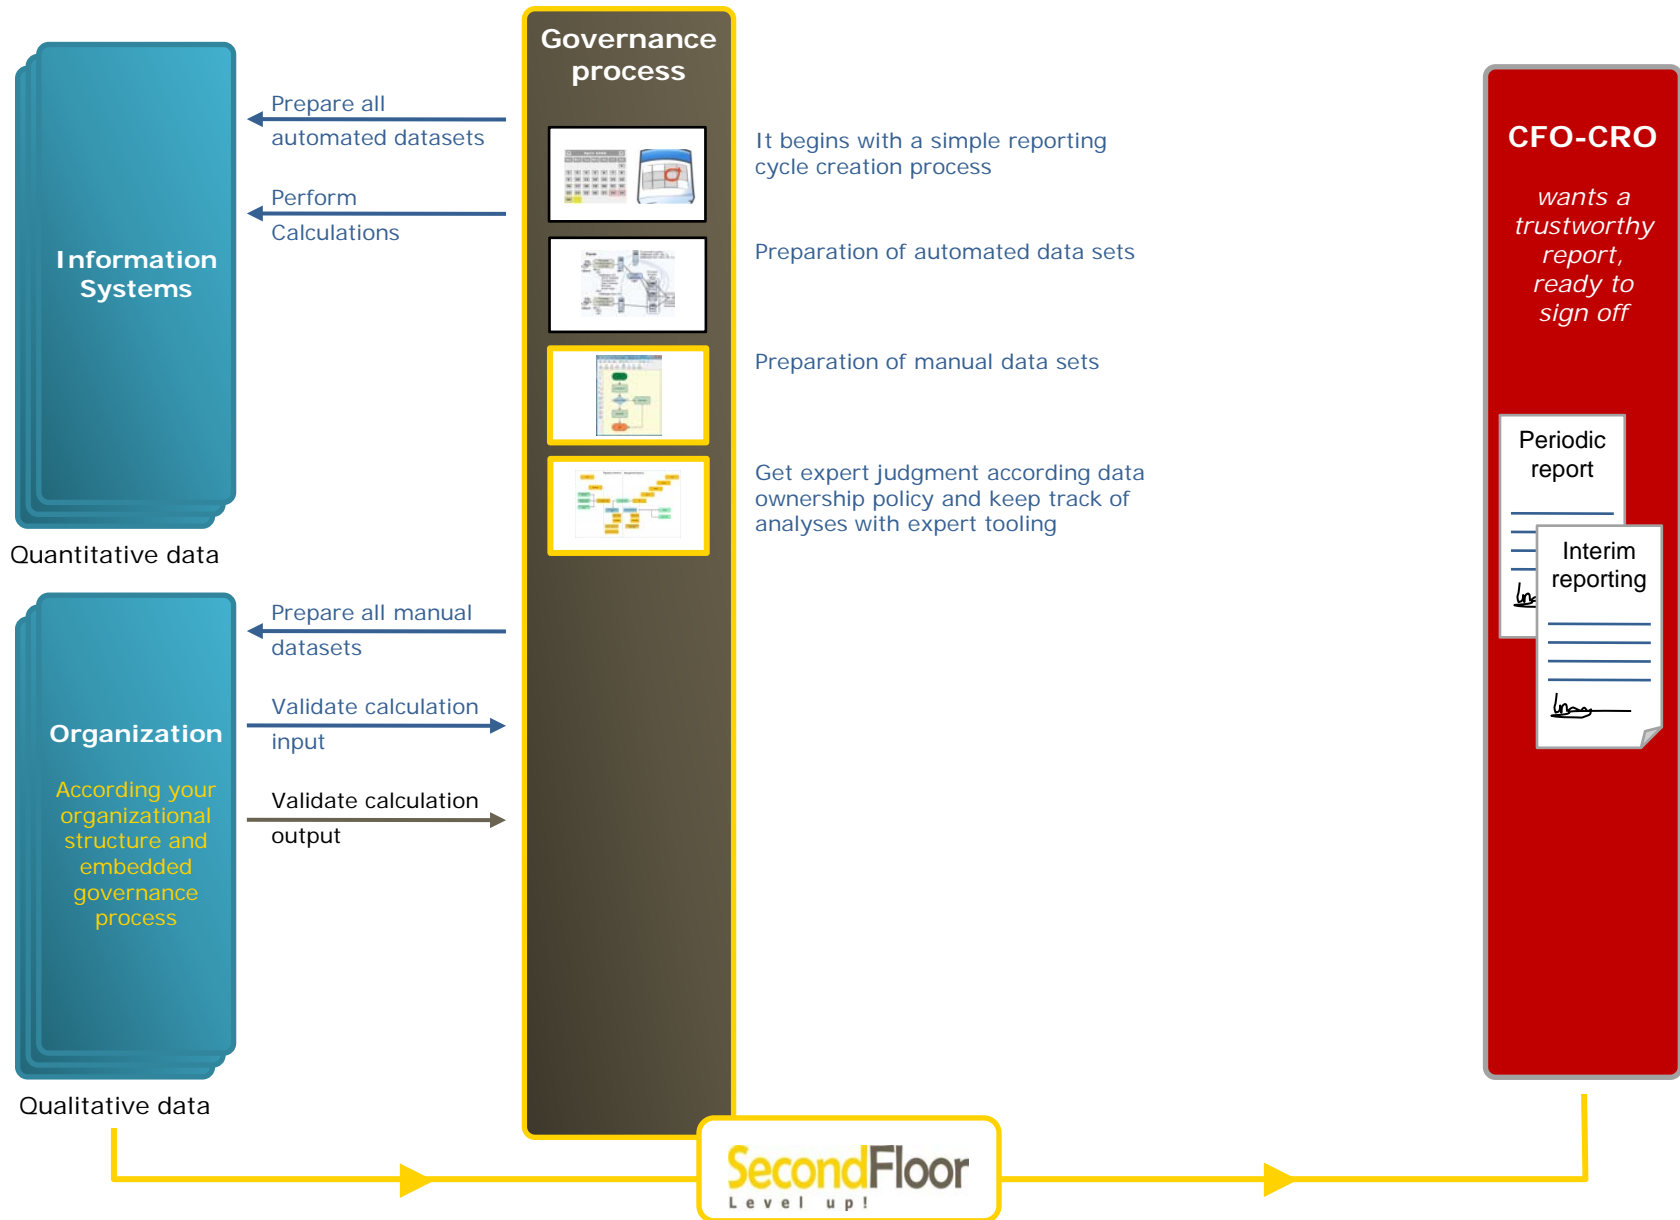 Governance
process
Prepare all
automated datasets
Perform
Calculations
Information
Systems
Quantitative data
It begins with a simple reporting
cycle creation process
Preparation of automated data sets
Preparation of manual data sets
Get expert judgment according data
ownership policy and keep track of
analyses with expert tooling
CFO-CRO
wants a
trustworthy
report,
ready to
sign off
Periodic
report
Interim
reporting
Prepare all manual
datasets
Validate calculation
input
Validate calculation
output
Organization
According your
organizational
structure and
embedded
governance
process
Qualitative data
SecondFloor
Level up!